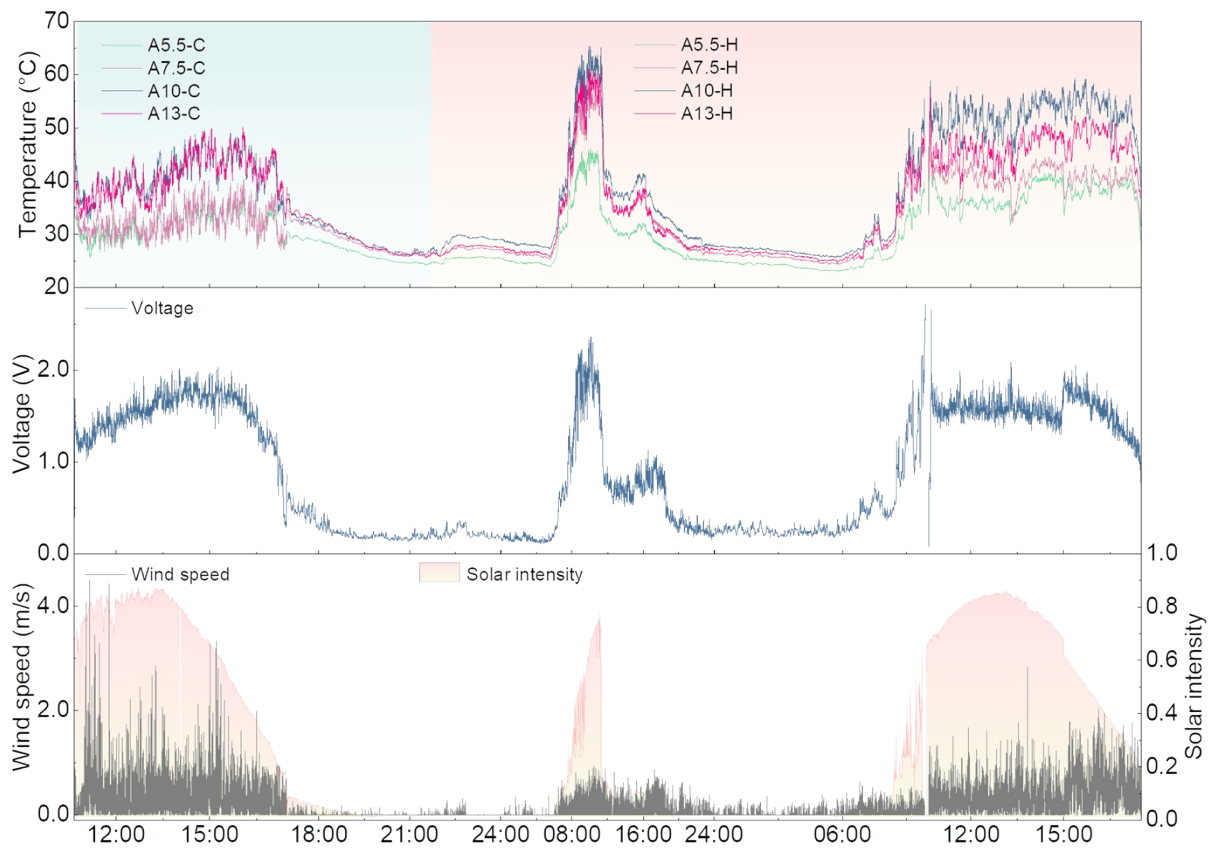 Temperature (°C)
70
60
50
40
30
20
A5.5-C
A7.5-C
A10-C
A13-C
A5.5-H
A7.5-H
A10-H
A13-H
Voltage (V)
2.0
1.0
0.0
Voltage
Wind speed (m/s)
4.0
2.0
0.0
Wind speed
Solar intensity
1.0
0.8
0.6
0.4
0.2
0.0
Solar intensity
12:00 15:00 18:00 21:00 24:00 08:00 16:00 24:00 06:00 12:00 15:00